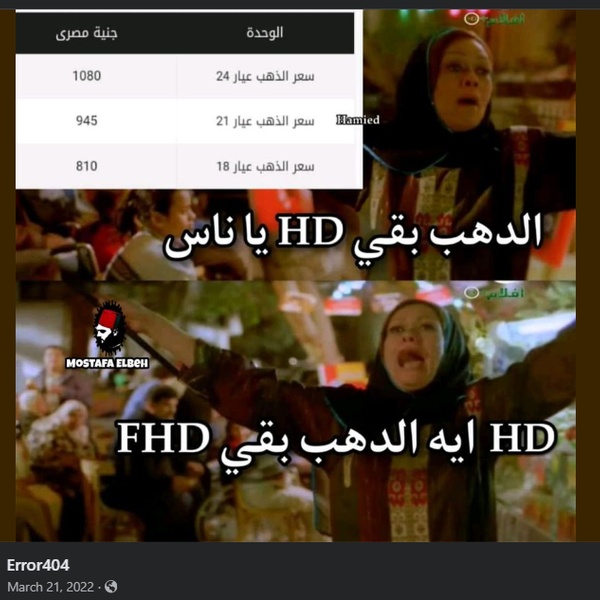 الوحدة جنية مصرى
سعر الذهب عيار 24 1080
سعر الذهب عيار 21 945
سعر الذهب عيار 18 810
Hamied
الدهب بقي HD يا ناس
MOSTAFA ELBEH
HD ايه الدهب بقي FHD
Error404
March 21, 2022 ·